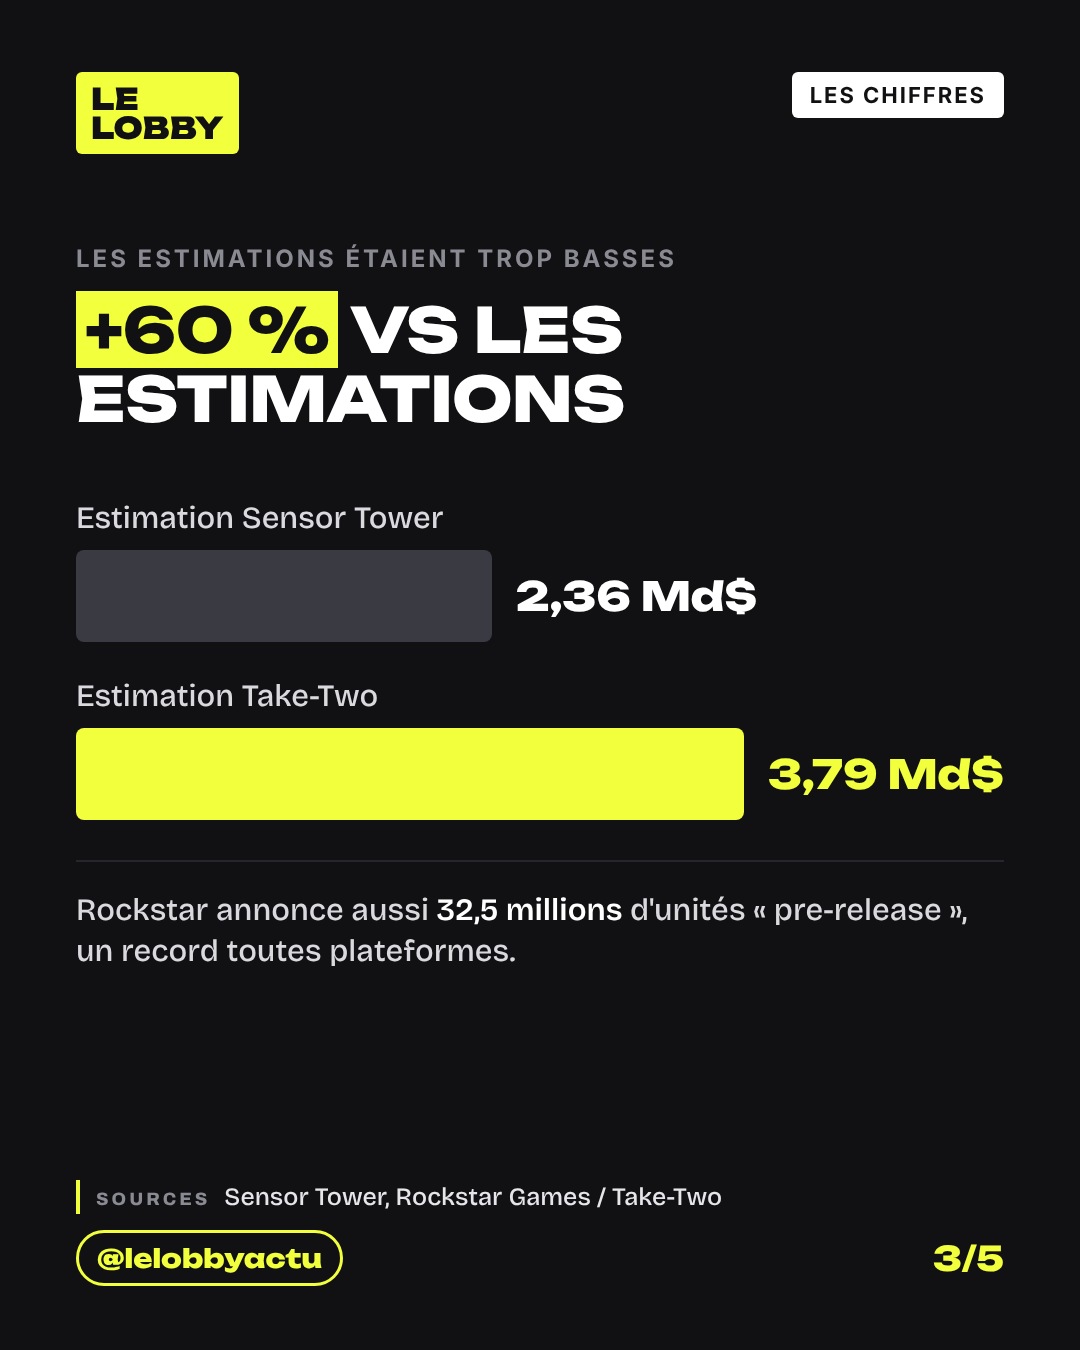 LE
LOBBY
LES CHIFFRES
LES ESTIMATIONS ÉTAIENT TROP BASSES
+60 % VS LES
ESTIMATIONS
Estimation Sensor Tower
2,36 Md$
Estimation Take-Two
3,79 Md$
Rockstar annonce aussi 32,5 millions d'unités « pre-release »,
un record toutes plateformes.
SOURCES Sensor Tower, Rockstar Games / Take-Two
@lelobbyactu
3/5